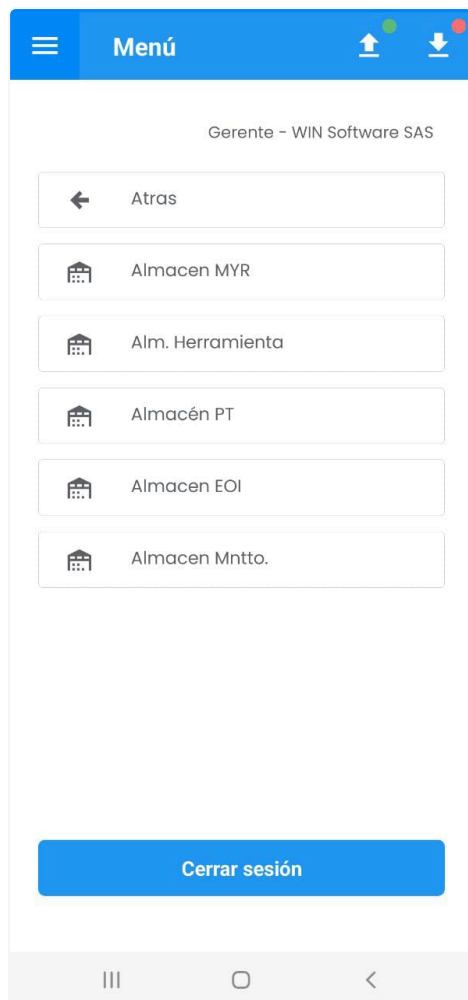 Menú
Gerente - WIN Software SAS
Atras
Almacen MYR
Alm. Herramienta
Almacén PT
Almacen EOI
Almacen Mntto.
Cerrar sesión